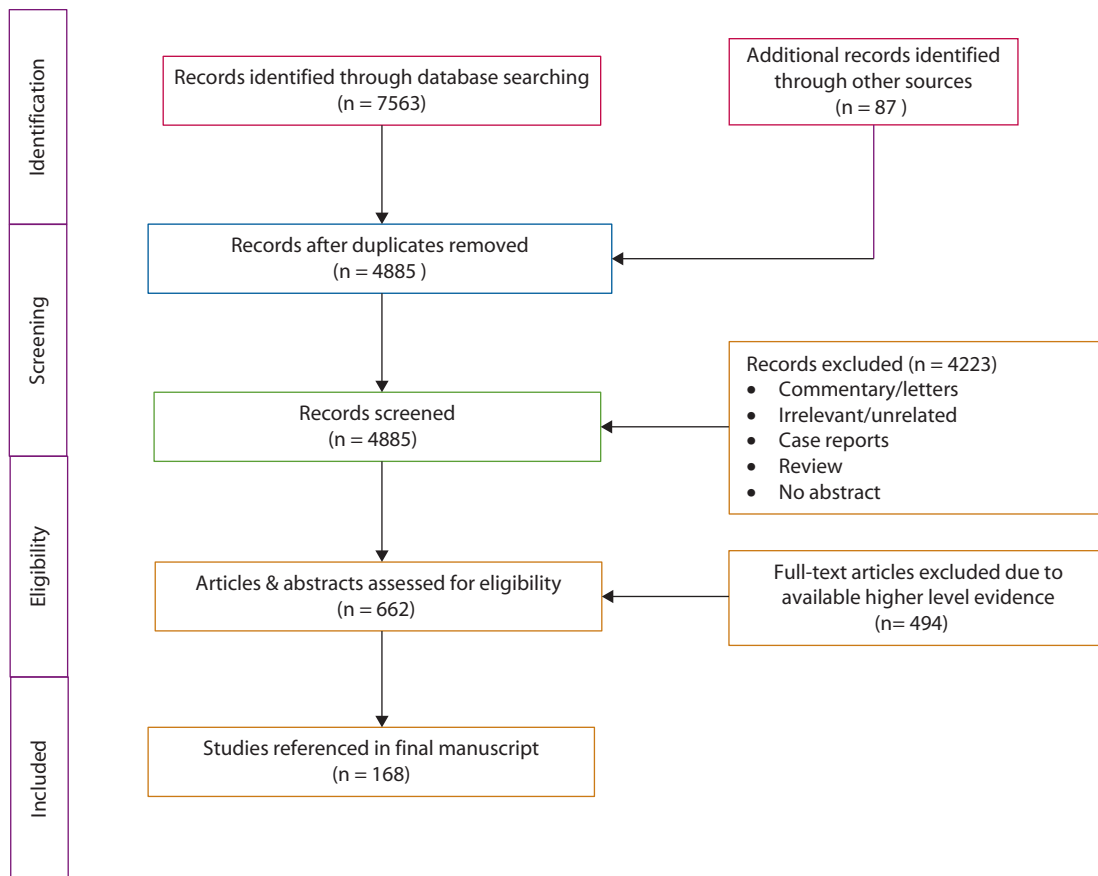 Identification
Records identified through database searching
(n = 7563)
Additional records identified
through other sources
(n = 87 )
Screening
Records after duplicates removed
(n = 4885 )
Records screened
(n = 4885)
Records excluded (n = 4223)
• Commentary/letters
• Irrelevant/unrelated
• Case reports
• Review
• No abstract
Eligibility
Articles & abstracts assessed for eligibility
(n = 662)
Full-text articles excluded due to
available higher level evidence
(n= 494)
Included
Studies referenced in final manuscript
(n = 168)